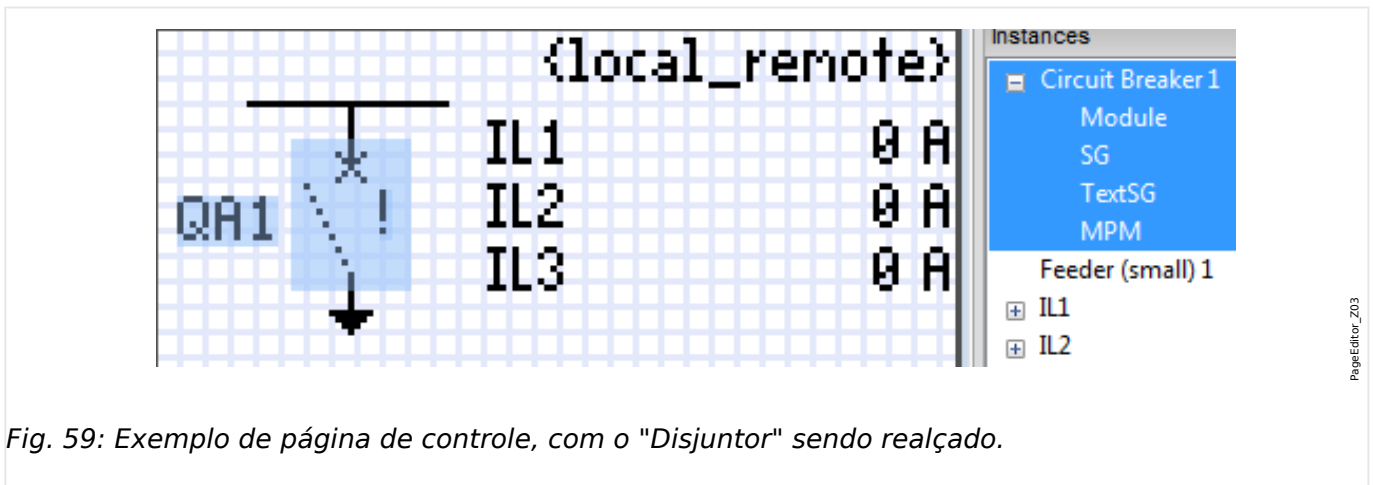 {local_remote}
IL1 0 A
QA1 ! IL2 0 A
IL3 0 A
Instances
Circuit Breaker 1
Module
SG
TextSG
MPM
Feeder (small) 1
IL1
IL2
PageEditor_Z03
Fig. 59: Exemplo de página de controle, com o "Disjuntor" sendo realçado.